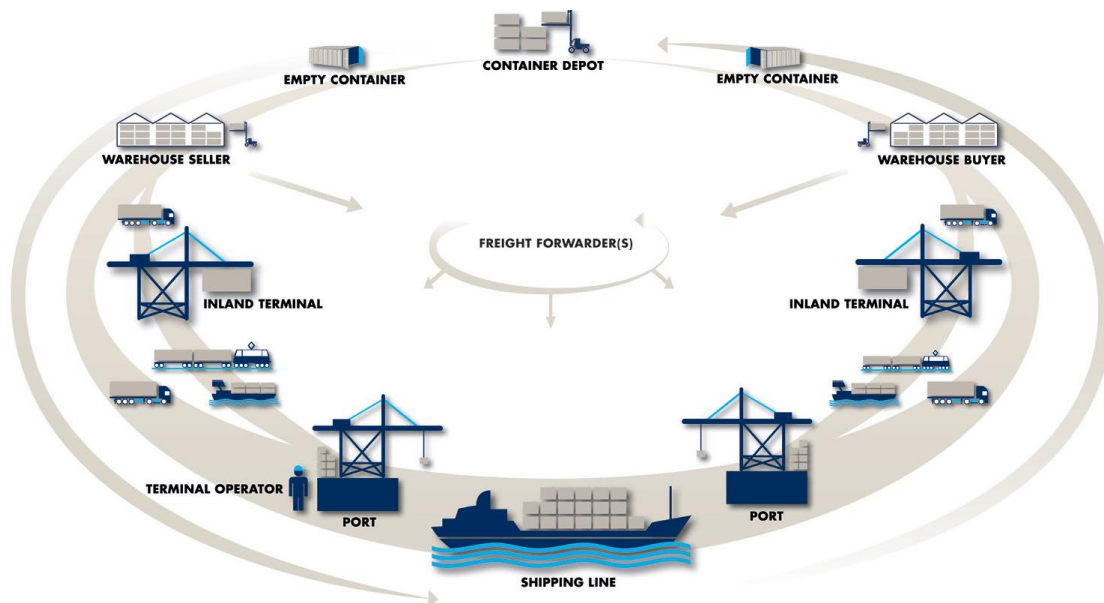 CONTAINER DEPOT
EMPTY CONTAINER
EMPTY CONTAINER
WAREHOUSE SELLER
WAREHOUSE BUYER
FREIGHT FORWARDER(S)
INLAND TERMINAL
INLAND TERMINAL
TERMINAL OPERATOR
PORT
PORT
SHIPPING LINE